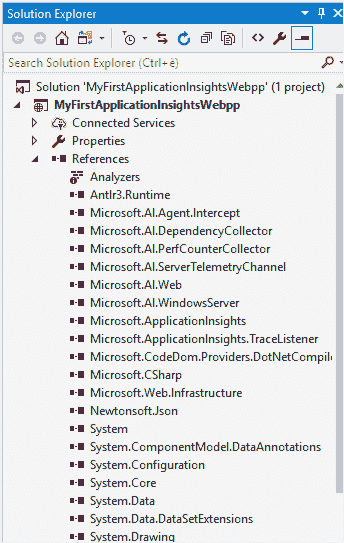 Solution Explorer
Search Solution Explorer (Ctrl+è)
Solution 'MyFirstApplicationInsightsWebpp' (1 project)
MyFirstApplicationInsightsWebpp
Connected Services
Properties
References
Analyzers
Antlr3.Runtime
Microsoft.AI.Agent.Intercept
Microsoft.AI.DependencyCollector
Microsoft.AI.PerfCounterCollector
Microsoft.AI.ServerTelemetryChannel
Microsoft.AI.Web
Microsoft.AI.WindowsServer
Microsoft.ApplicationInsights
Microsoft.ApplicationInsights.TraceListener
Microsoft.CodeDom.Providers.DotNetCompile
Microsoft.CSharp
Microsoft.Web.Infrastructure
Newtonsoft.Json
System
System.ComponentModel.DataAnnotations
System.Configuration
System.Core
System.Data
System.Data.DataSetExtensions
System.Drawing